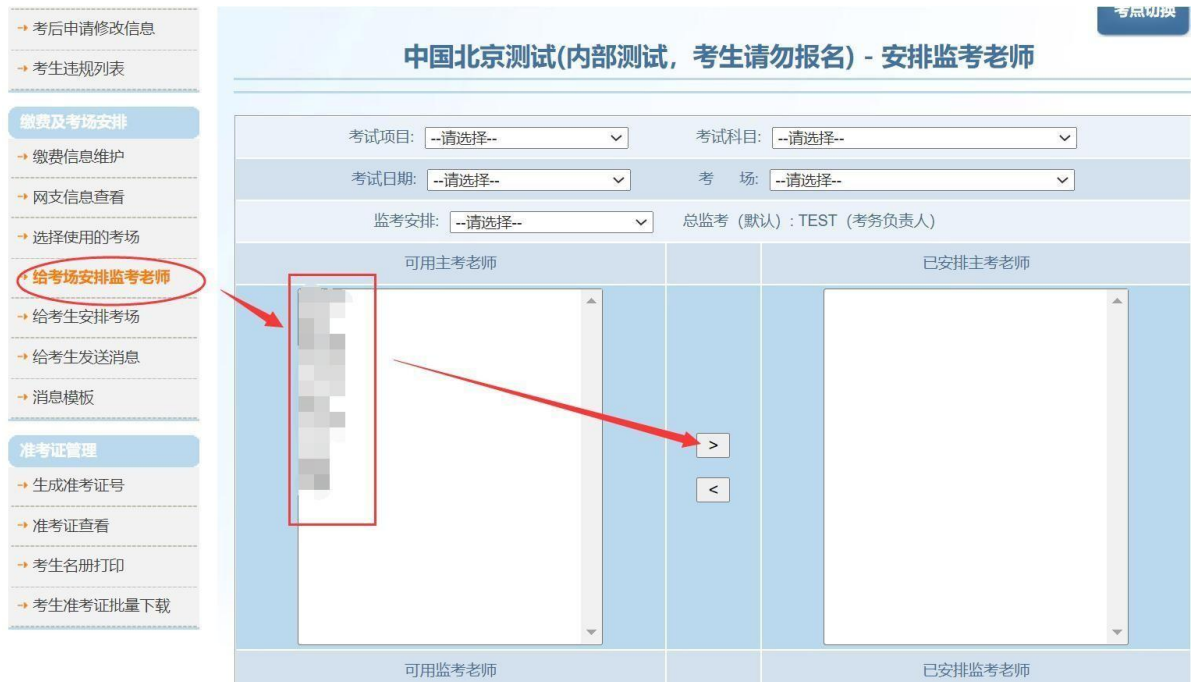 考点切换
→ 考后申请修改信息
→ 考生违规列表
缴费及考场安排
→ 缴费信息维护
→ 网支信息查看
→ 选择使用的考场
→ 给考场安排监考老师
→ 给考生安排考场
→ 给考生发送消息
→ 消息模板
准考证管理
→ 生成准考证号
→ 准考证查看
→ 考生名册打印
→ 考生准考证批量下载
中国北京测试(内部测试，考生请勿报名) - 安排监考老师
考试项目: --请选择-- 考试科目: --请选择--
考试日期: --请选择-- 考 场: --请选择--
监考安排: --请选择-- 总监考（默认）: TEST（考务负责人）
可用主考老师 已安排主考老师
>
<
可用监考老师 已安排监考老师